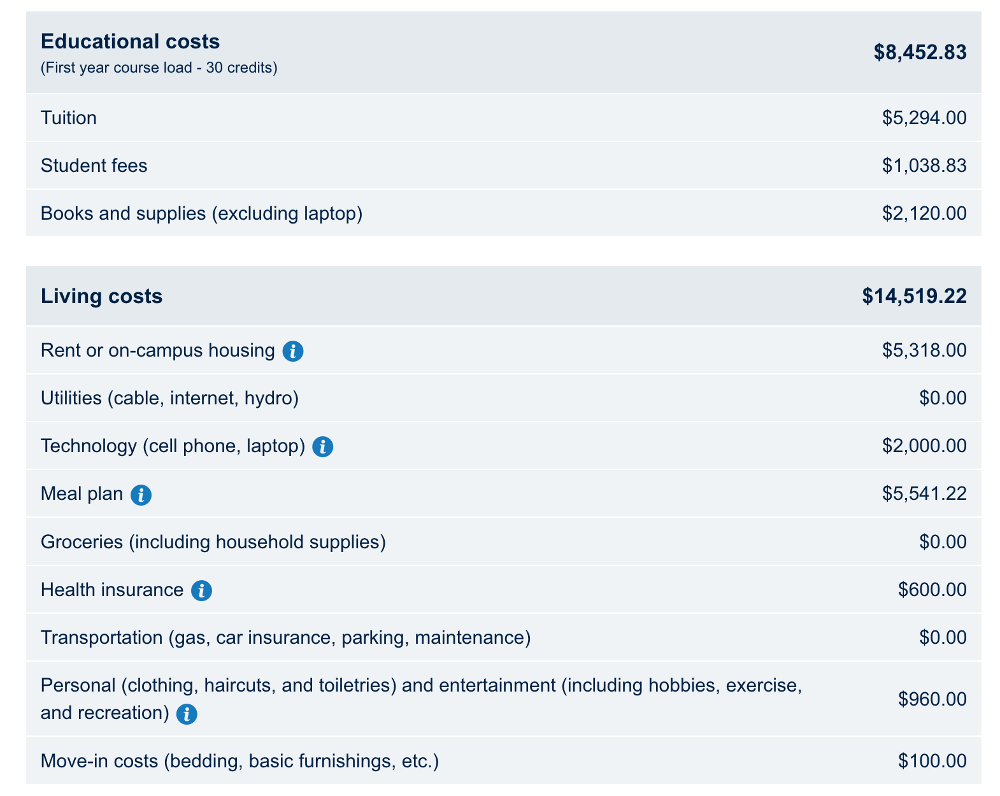 Educational costs
(First year course load - 30 credits)
$8,452.83
Tuition
$5,294.00
Student fees
$1,038.83
Books and supplies (excluding laptop)
$2,120.00
Living costs
$14,519.22
Rent or on-campus housing i
$5,318.00
Utilities (cable, internet, hydro)
$0.00
Technology (cell phone, laptop) i
$2,000.00
Meal plan i
$5,541.22
Groceries (including household supplies)
$0.00
Health insurance i
$600.00
Transportation (gas, car insurance, parking, maintenance)
$0.00
Personal (clothing, haircuts, and toiletries) and entertainment (including hobbies, exercise,
and recreation) i
$960.00
Move-in costs (bedding, basic furnishings, etc.)
$100.00